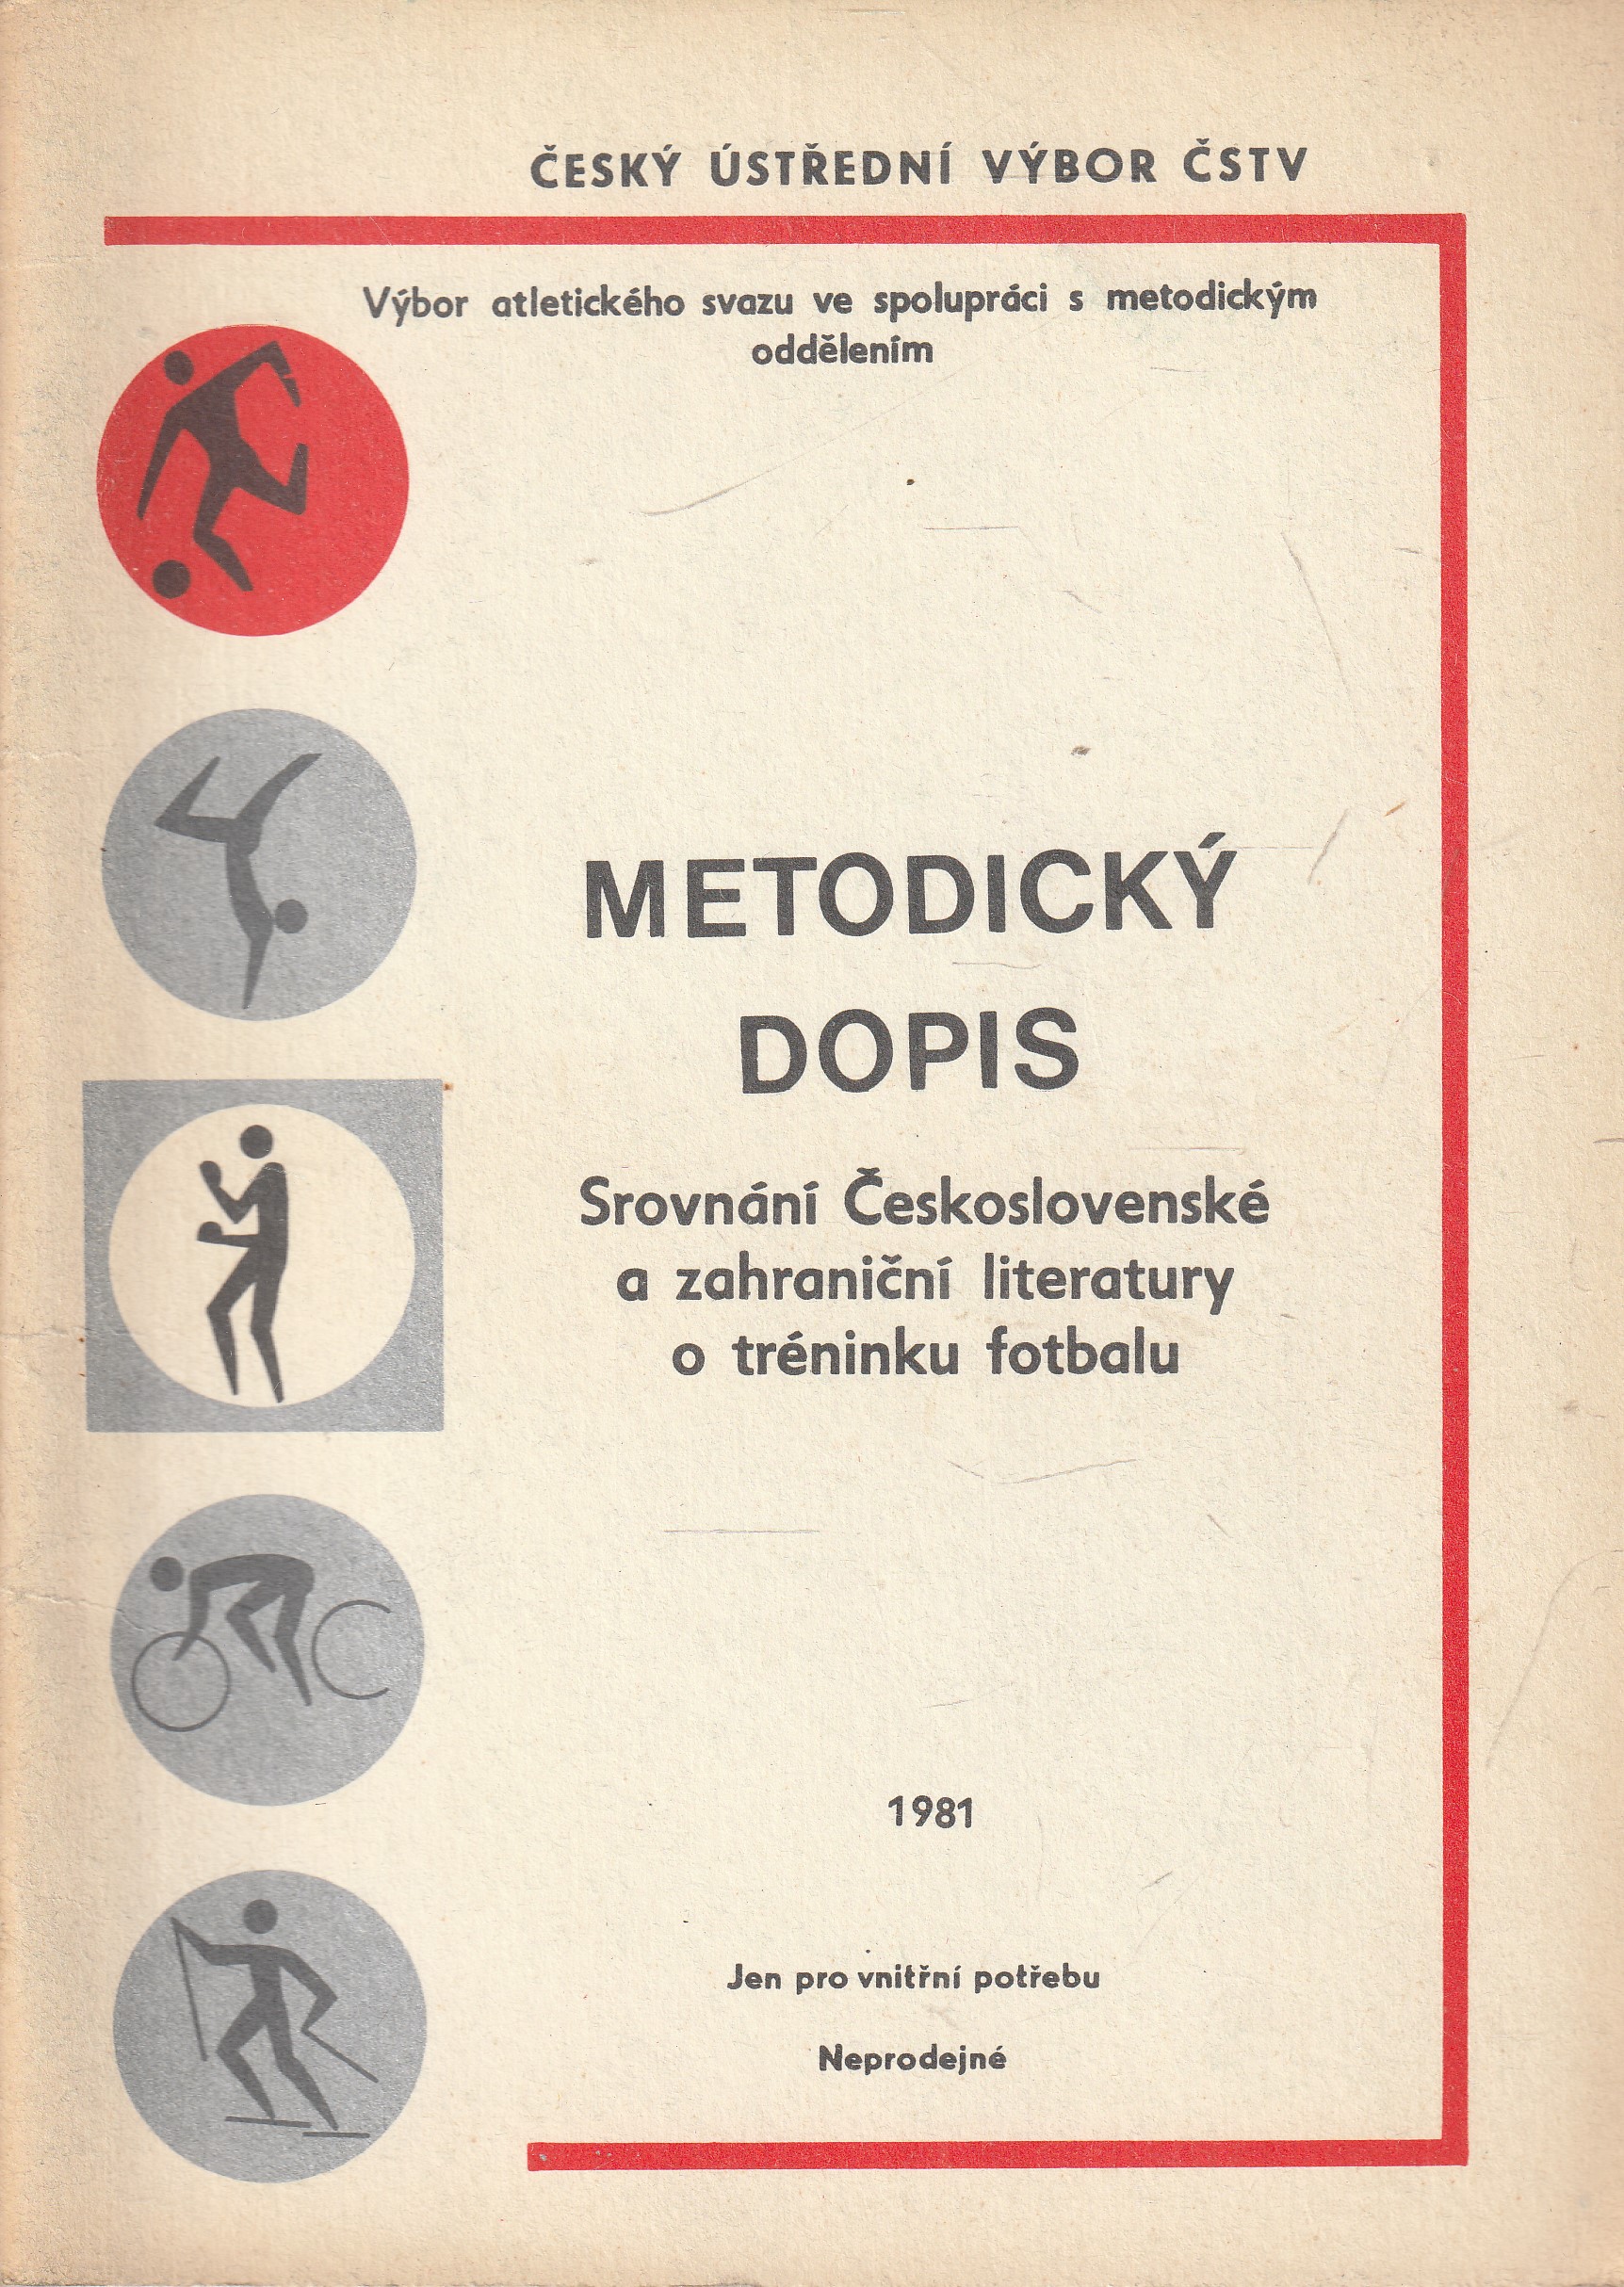 ČESKÝ ÚSTŘEDNÍ VÝBOR ČSTV
Výbor atletického svazu ve spolupráci s metodickým
oddělením
METODICKÝ
DOPIS
Srovnání Československé
a zahraniční literatury
o tréninku fotbalu
1981
Jen pro vnitřní potřebu
Neprodejné